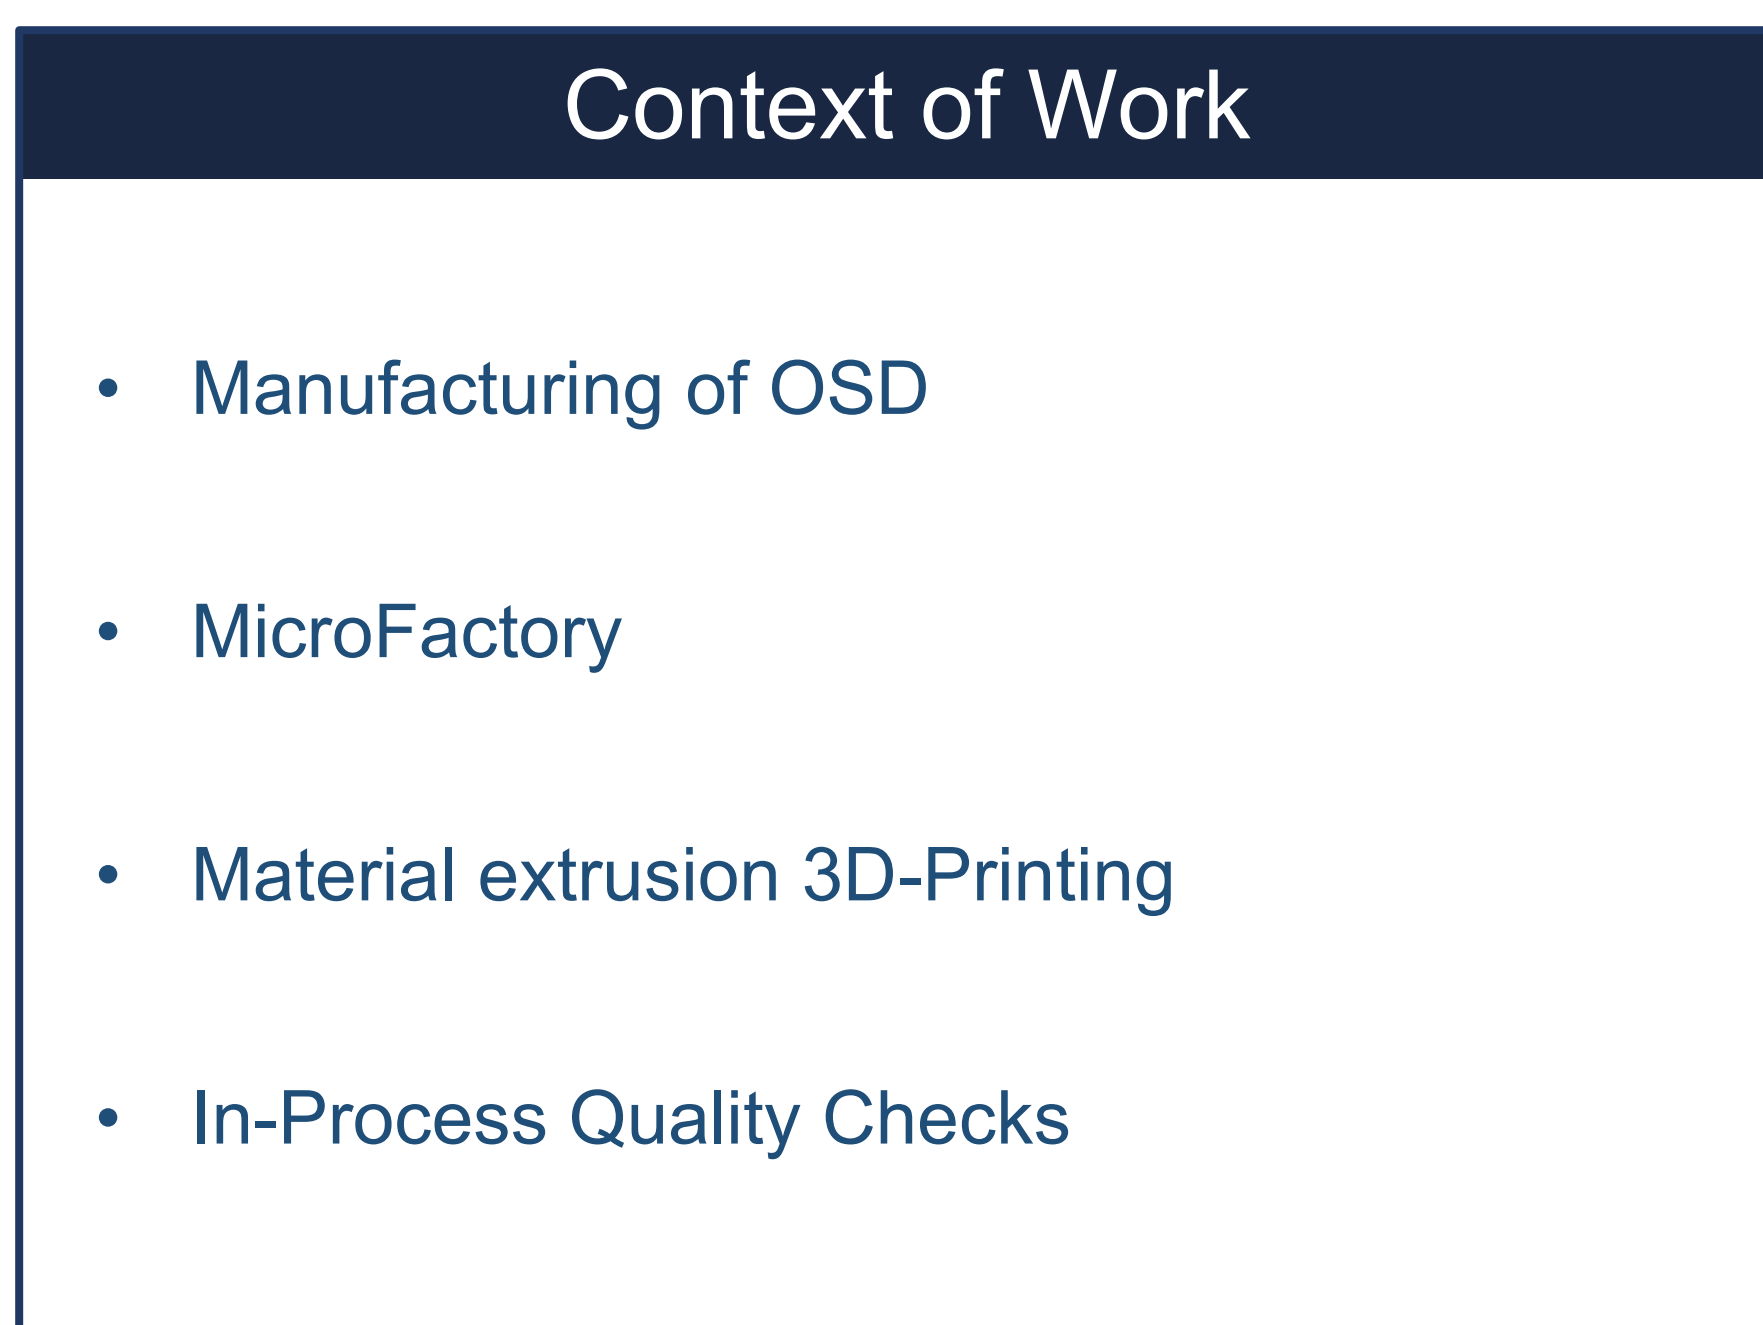 Context of Work
• Manufacturing of OSD
• MicroFactory
• Material extrusion 3D-Printing
• In-Process Quality Checks